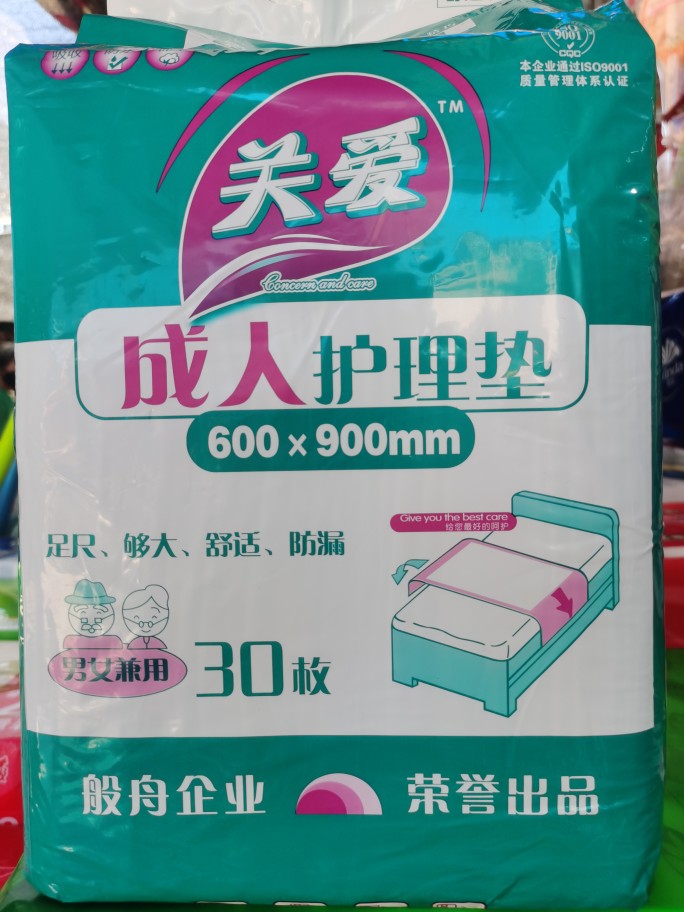 吸收
9001
本企业通过ISO9001
质量管理体系认证
关爱 TM
Concern and care
成人护理垫
600×900mm
Give you the best care
给您最好的呵护
足尺、够大、舒适、防漏
男女兼用
30枚
般舟企业 荣誉出品